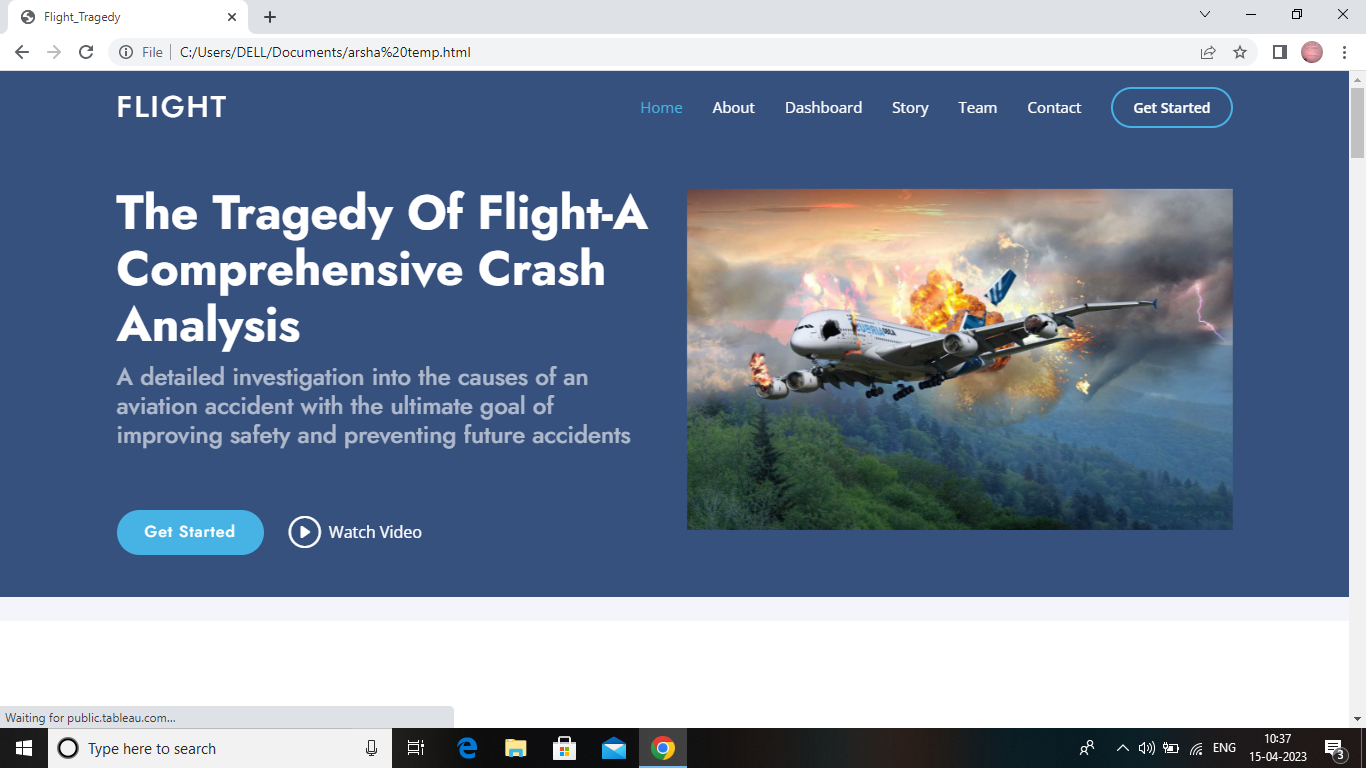 Flight_Tragedy
File
C:/Users/DELL/Documents/arsha%20temp.html
FLIGHT
Home About Dashboard Story Team Contact Get Started
The Tragedy Of Flight-A
Comprehensive Crash
Analysis
A detailed investigation into the causes of an
aviation accident with the ultimate goal of
improving safety and preventing future accidents
Get Started
Watch Video
Waiting for public.tableau.com...
Type here to search
ENG
10:37
15-04-2023
3